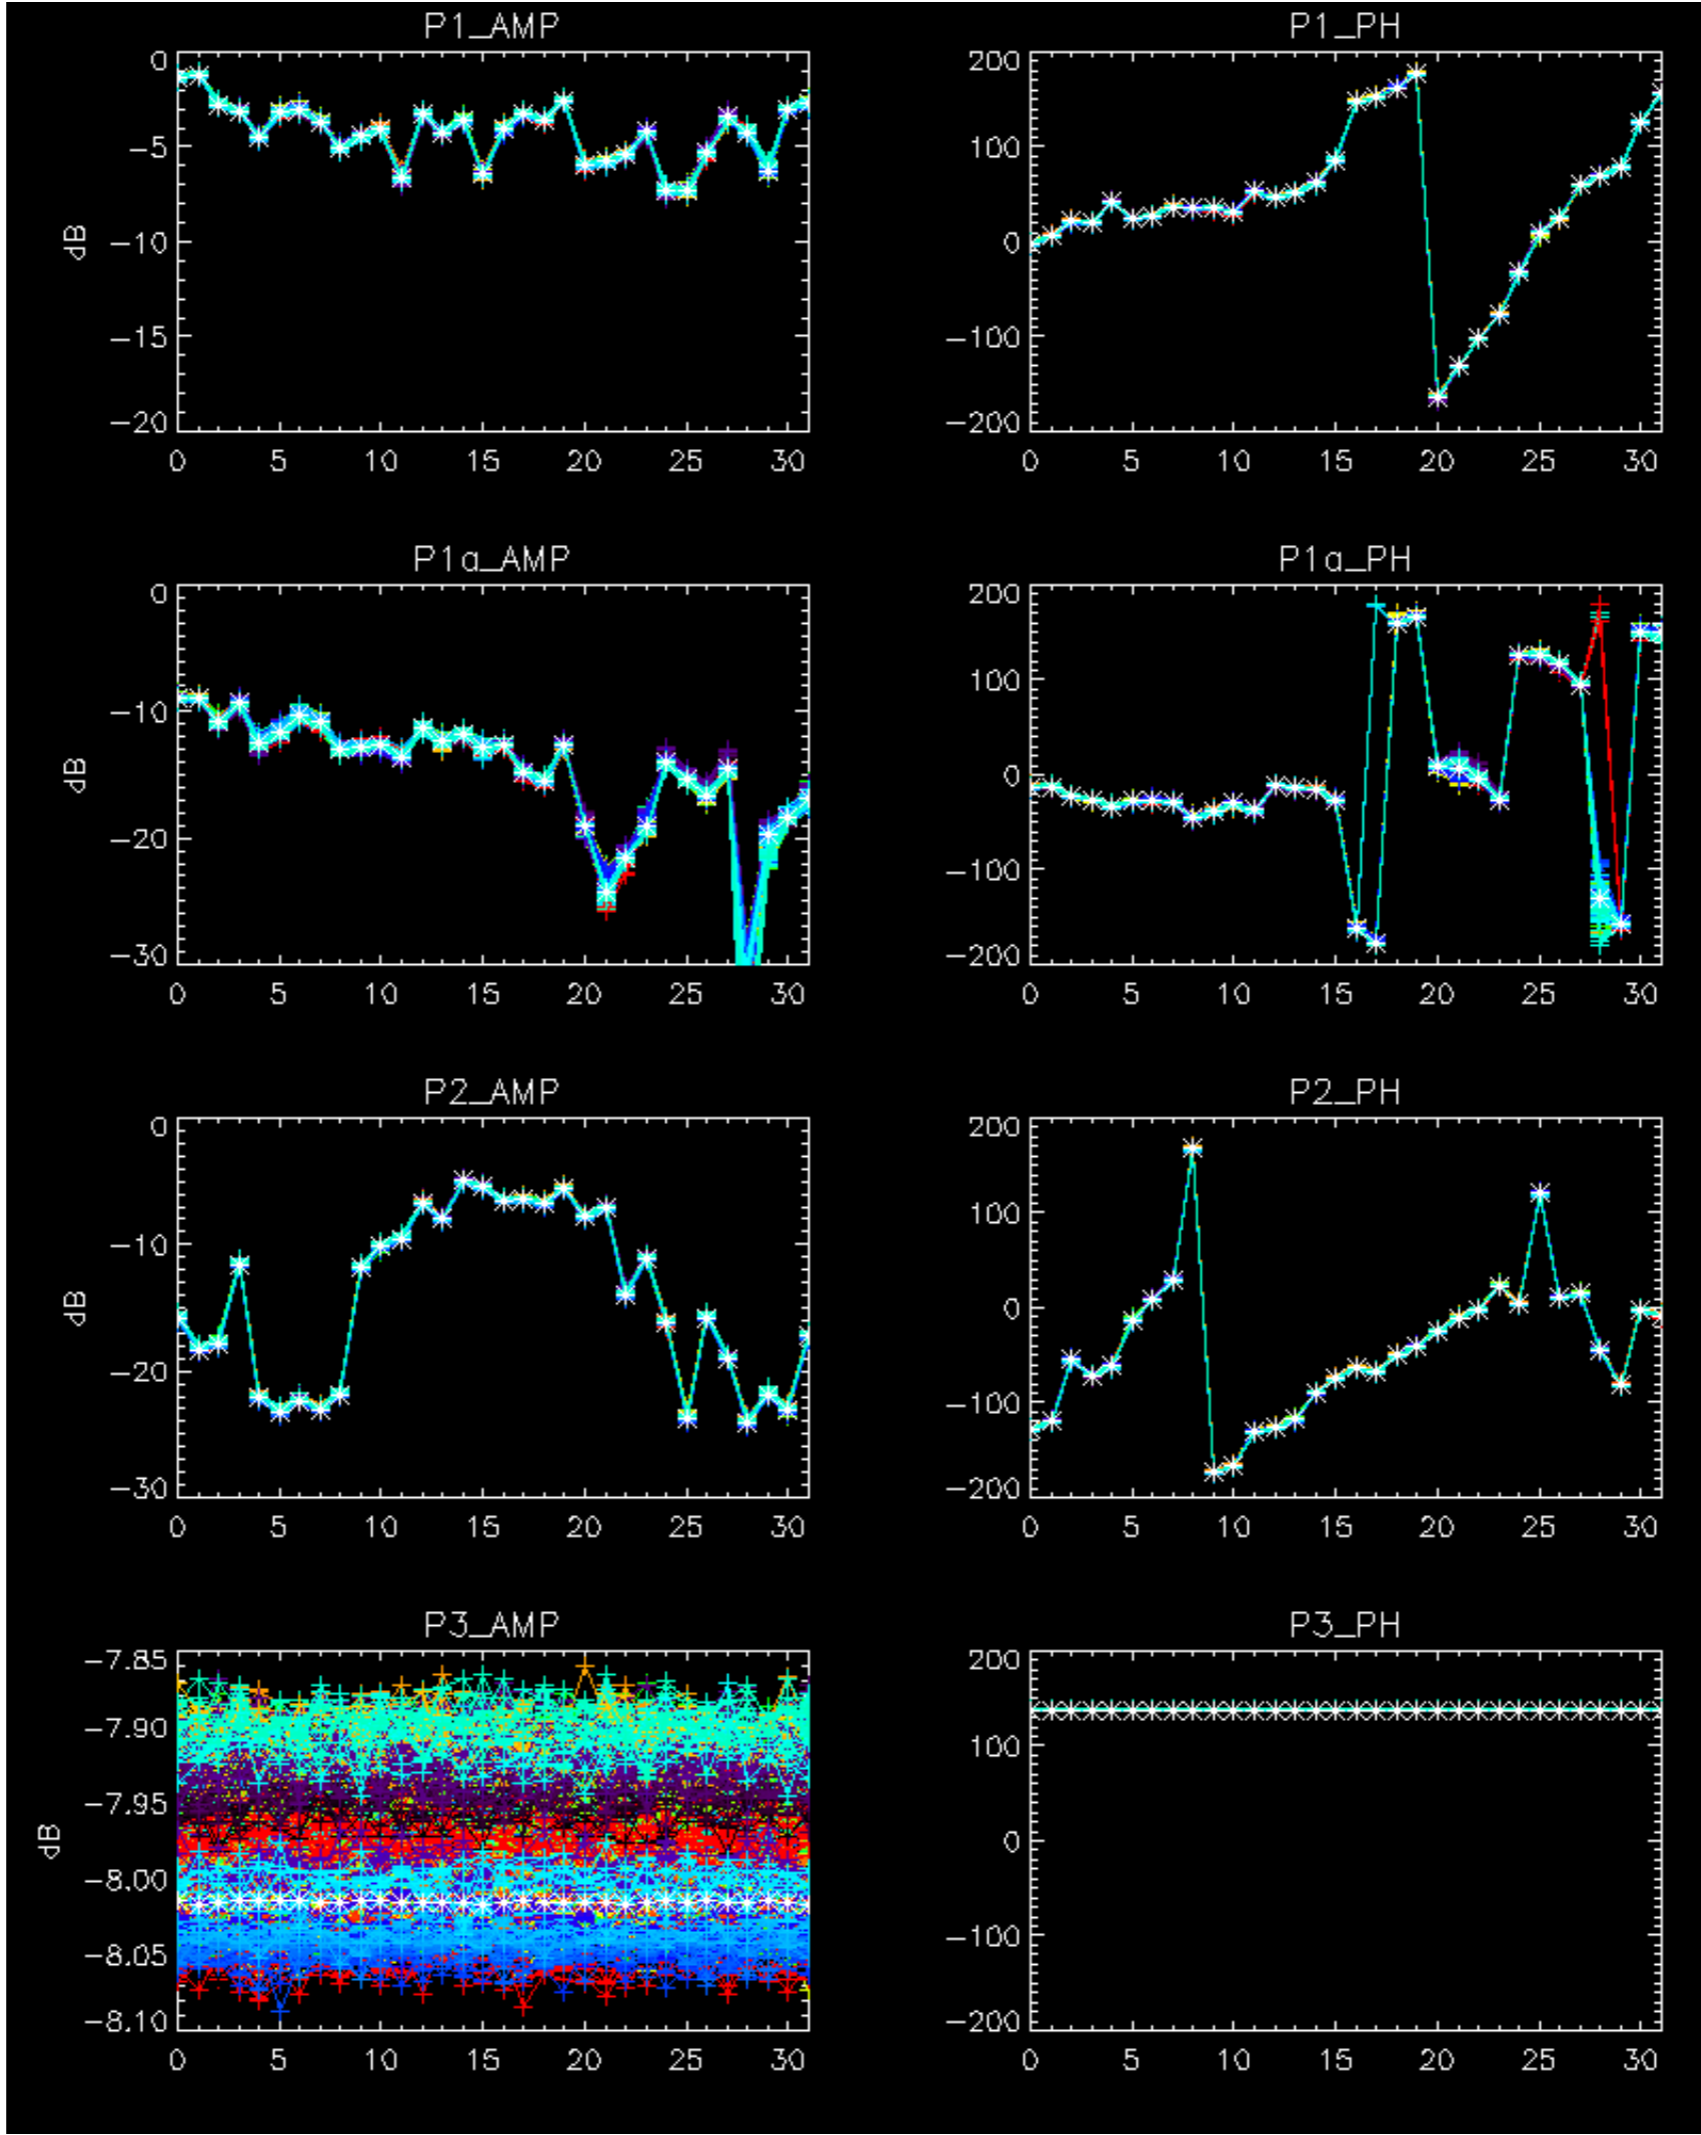 P1_AMP P1_PH
0 200
-5 100
dB
-10 0
-15 -100
-20 -200
0 5 10 15 20 25 30 0 5 10 15 20 25 30
P1a_AMP P1a_PH
0 200
-10 100
dB
0
-20 -100
-30 -200
0 5 10 15 20 25 30 0 5 10 15 20 25 30
P2_AMP P2_PH
0 200
100
-10
dB
0
-20
-100
-30 -200
0 5 10 15 20 25 30 0 5 10 15 20 25 30
P3_AMP P3_PH
-7.85 200
-7.90
100
-7.95
dB
0
-8.00
-100
-8.05
-8.10 -200
0 5 10 15 20 25 30 0 5 10 15 20 25 30